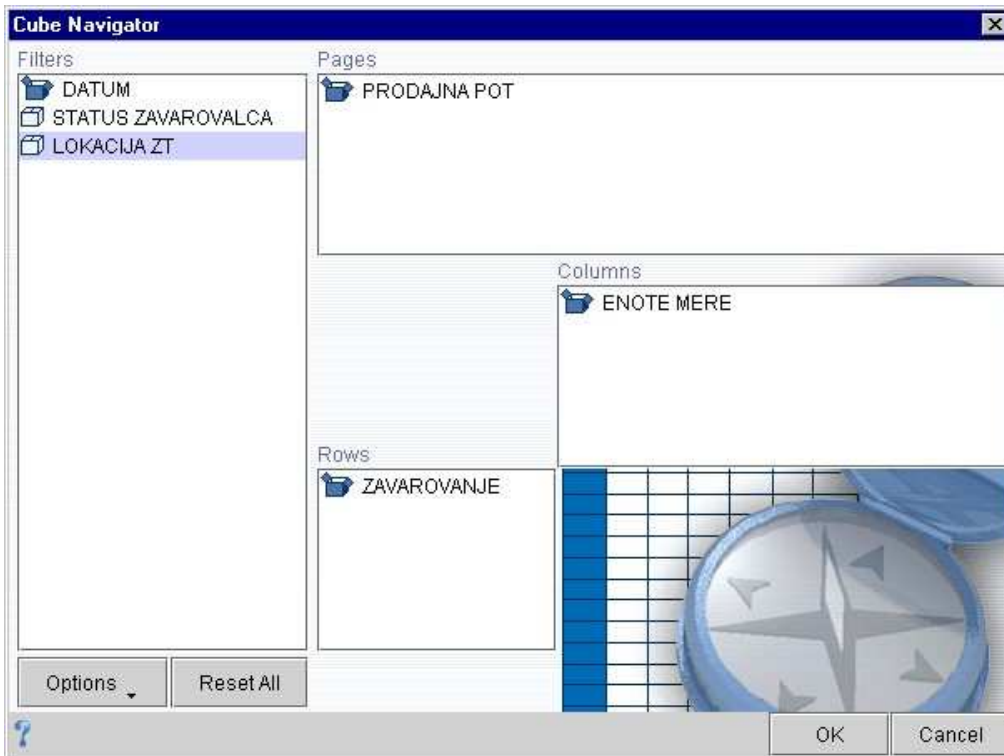 Cube Navigator
Filters
DATUM
STATUS ZAVAROVALCA
LOKACIJA ZT
Pages
PRODAJNA POT
Columns
ENOTE MERE
Rows
ZAVAROVANJE
Options
Reset All
OK
Cancel